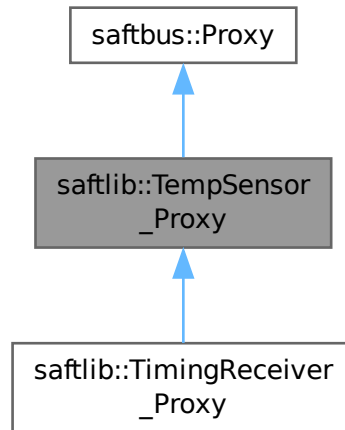 saftbus::Proxy
saftlib::TempSensor
_Proxy
saftlib::TimingReceiver
_Proxy